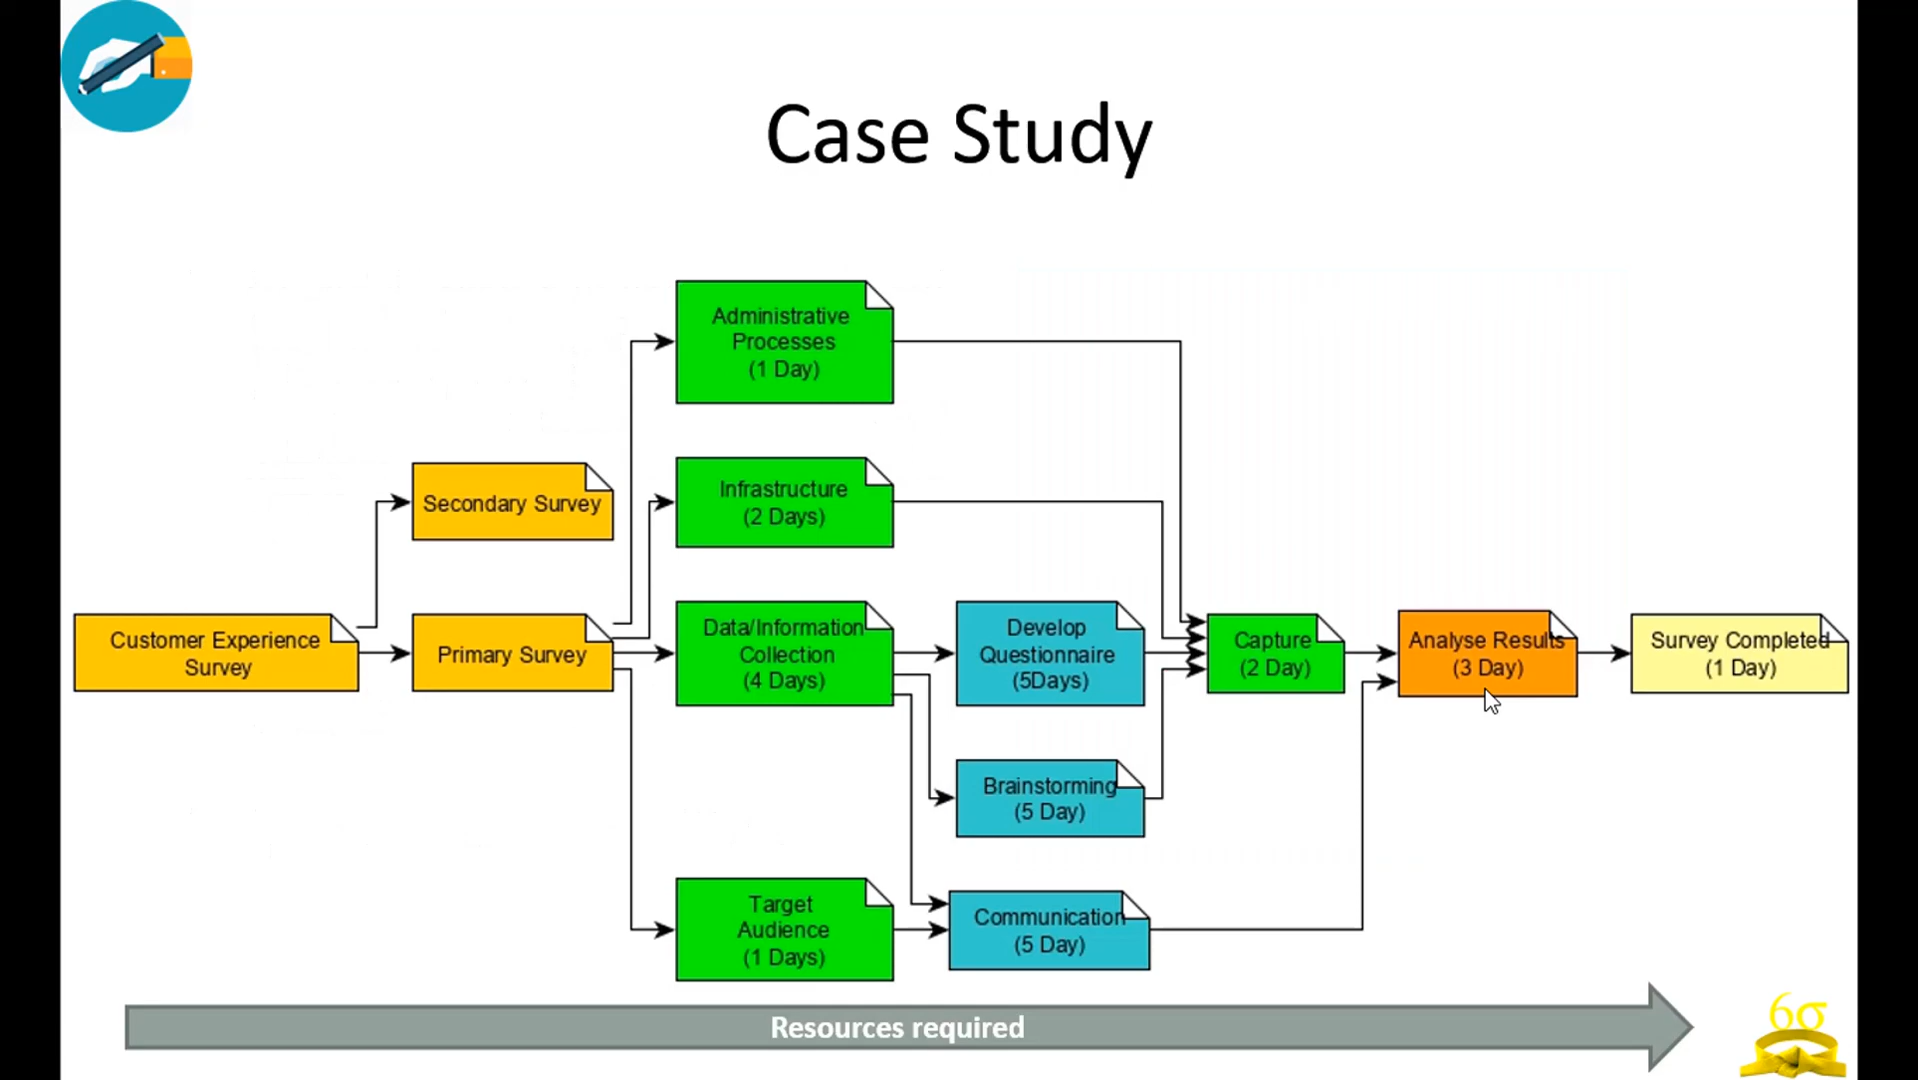 Case Study
Administrative
Processes
(1 Day)
Infrastructure
(2 Days)
Secondary Survey
Customer Experience
Survey
Primary Survey
Data/Information
Collection
(4 Days)
Develop
Questionnaire
(5Days)
Capture
(2 Day)
Analyse Results
(3 Day)
Survey Completed
(1 Day)
Brainstorming
(5 Day)
Target
Audience
(1 Days)
Communication
(5 Day)
Resources required
6σ